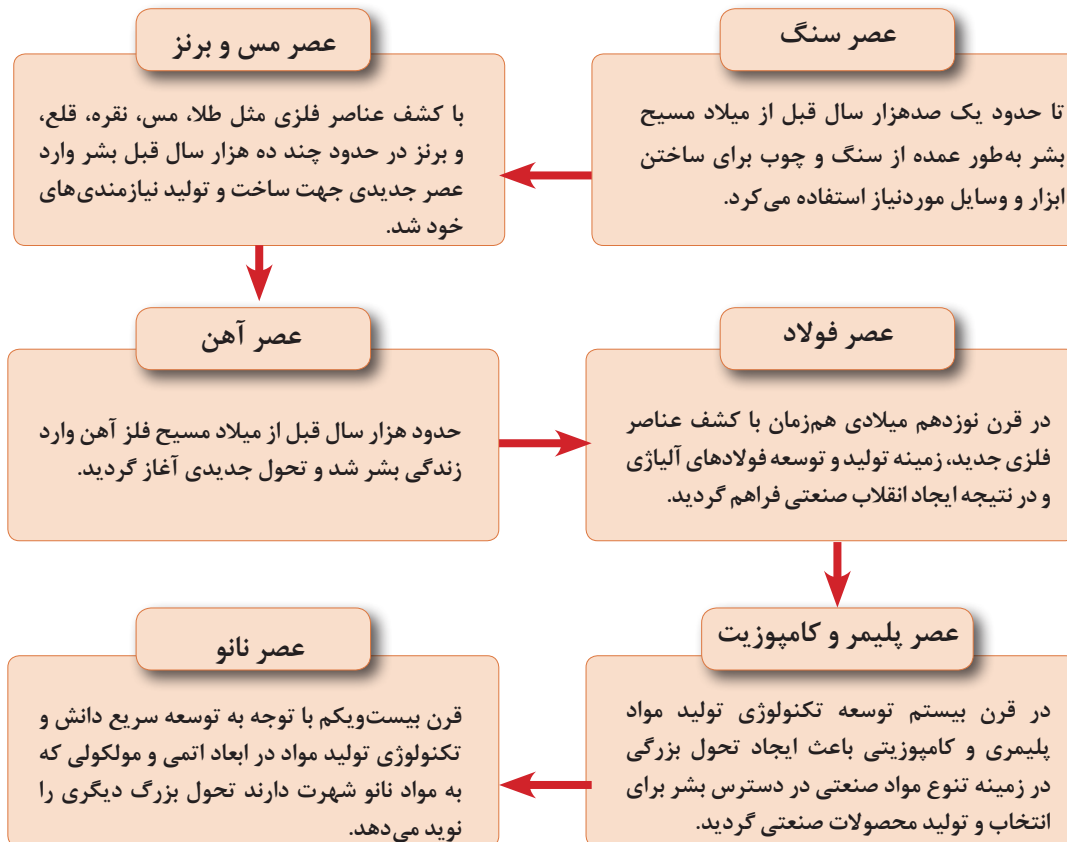 عصر سنگ
تا حدود یک صدهزار سال قبل از میلاد مسیح
بشر به‌طور عمده از سنگ و چوب برای ساختن
ابزار و وسایل موردنیاز استفاده می‌کرد.
عصر مس و برنز
با کشف عناصر فلزی مثل طلا، مس، نقره، قلع،
و برنز در حدود چند ده هزار سال قبل بشر وارد
عصر جدیدی جهت ساخت و تولید نیازمندی‌های
خود شد.
عصر آهن
حدود هزار سال قبل از میلاد مسیح فلز آهن وارد
زندگی بشر شد و تحول جدیدی آغاز گردید.
عصر فولاد
در قرن نوزدهم میلادی هم‌زمان با کشف عناصر
فلزی جدید، زمینه تولید و توسعه فولادهای آلیاژی
و در نتیجه ایجاد انقلاب صنعتی فراهم گردید.
عصر پلیمر و کامپوزیت
در قرن بیستم توسعه تکنولوژی تولید مواد
پلیمری و کامپوزیتی باعث ایجاد تحول بزرگی
در زمینه تنوع مواد صنعتی در دسترس بشر برای
انتخاب و تولید محصولات صنعتی گردید.
عصر نانو
قرن بیست‌ویکم با توجه به توسعه سریع دانش و
تکنولوژی تولید مواد در ابعاد اتمی و مولکولی که
به مواد نانو شهرت دارند تحول بزرگ دیگری را
نوید می‌دهد.